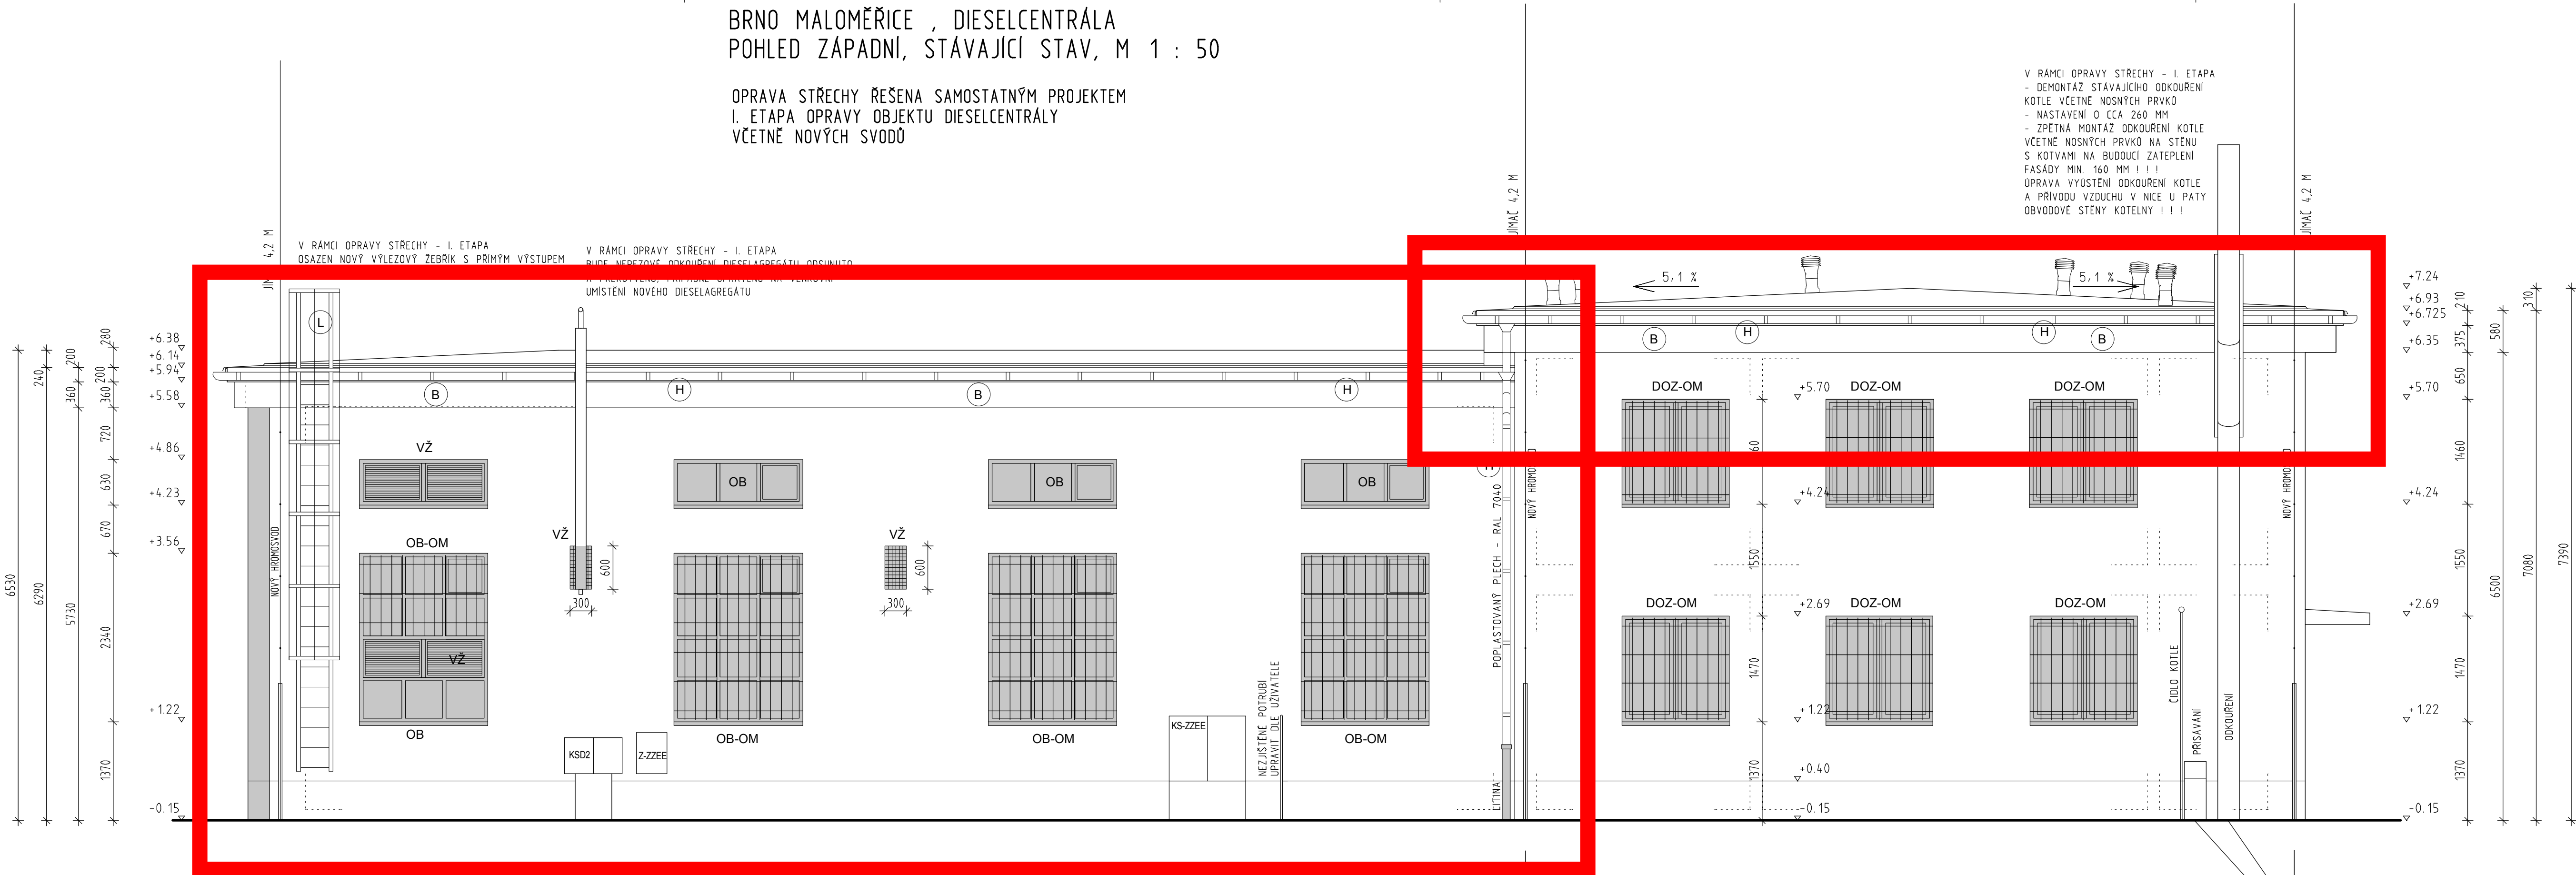 BRNO MALOMĚŘICE , DIESELCENTRÁLA
POHLED ZÁPADNÍ, STÁVAJÍCÍ STAV, M 1 : 50
OPRAVA STŘECHY ŘEŠENA SAMOSTATNÝM PROJEKTEM
I. ETAPA OPRAVY OBJEKTU DIESELCENTRÁLY
VČETNĚ NOVÝCH SVODŮ
V RÁMCI OPRAVY STŘECHY - I. ETAPA
- DEMONTÁŽ STÁVAJÍCÍHO ODKOUŘENÍ
KOTLE VČETNĚ NOSNÝCH PRVKŮ
- NASTAVENÍ O CCA 260 MM
- ZPĚTNÁ MONTÁŽ ODKOUŘENÍ KOTLE
VČETNĚ NOSNÝCH PRVKŮ NA STĚNU
S KOTVAMI NA BUDOUCÍ ZATEPLENÍ
FASÁDY MIN. 160 MM ! ! !
ÚPRAVA VYÚSTĚNÍ ODKOUŘENÍ KOTLE
A PŘÍVODU VZDUCHU V NICE U PATY
OBVODOVÉ STĚNY KOTELNY ! ! !
V RÁMCI OPRAVY STŘECHY - I. ETAPA
OSAZEN NOVÝ VÝLEZOVÝ ŽEBŘÍK S PŘÍMÝM VÝSTUPEM
V RÁMCI OPRAVY STŘECHY - I. ETAPA
BUDE NEREZOVÉ ODKOUŘENÍ DIESELAGREGÁTU ODSUNUTO
UMÍSTĚNÍ NOVÉHO DIESELAGREGÁTU
4,2 M
JÍMAČ 4,2 M
JÍMAČ 4,2 M
5,1 %
5,1 %
L
B
H
B
H
B
H
H
B
6530
6290
240
5730
360
200
280
200
360
720
630
670
2340
1370
+6.38
+6.14
+5.94
+5.58
+4.86
+4.23
+3.56
+1.22
-0.15
NOVÝ HROMOSVOD
VŽ
OB-OM
VŽ
OB
VŽ
600
300
VŽ
600
300
OB
OB
OB
OB-OM
OB-OM
OB-OM
KSD2
Z-ZZEE
KS-ZZEE
NEZJIŠTĚNÉ POTRUBÍ
UPRAVIT DLE UŽIVATELE
POPLASTOVANÝ PLECH - RAL 7040
LITINA
NOVÝ
DOZ-OM
DOZ-OM
DOZ-OM
DOZ-OM
DOZ-OM
DOZ-OM
+5.70
+4.24
1550
+2.69
1470
+1.22
1370
+0.40
-0.15
ČIDLO KOTLE
PŘISÁVÁNÍ
ODKOUŘENÍ
NOVÝ
+7.24
+6.93
+6.725
+6.35
+5.70
+4.24
+2.69
+1.22
-0.15
210
375
650
1460
1550
1470
1370
580
6500
310
7080
7390